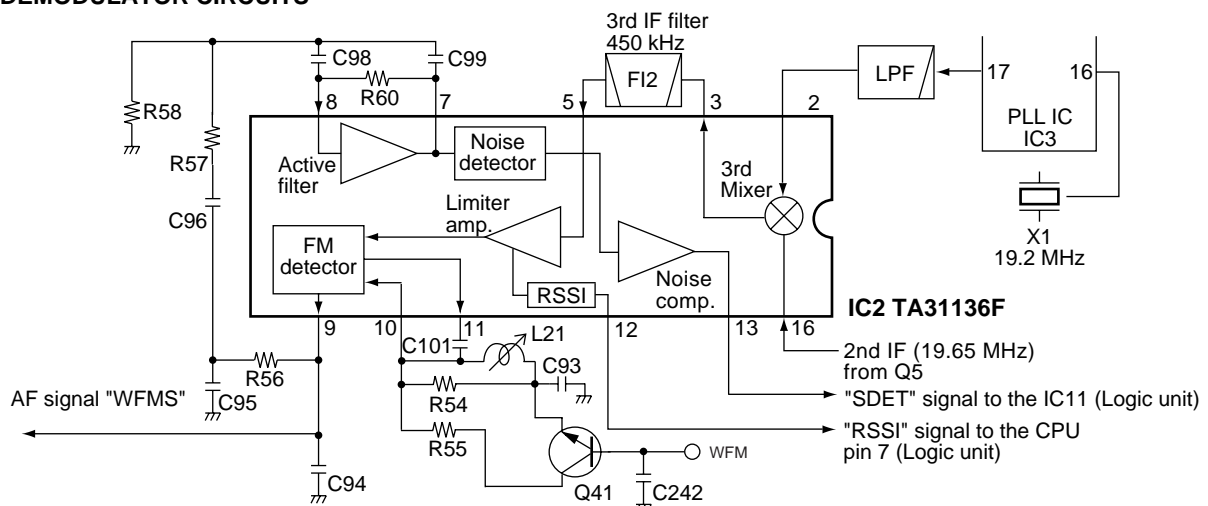 DEMODULATOR CIRCUITS
3rd IF filter
450 kHz
C98
C99
R60
FI2
LPF
17
16
PLL IC
IC3
R58
8
7
5
3
2
R57
Active
filter
Noise
detector
3rd
Mixer
X1
19.2 MHz
C96
Limiter
amp.
FM
detector
RSSI
Noise
comp.
IC2 TA31136F
9
10
11
12
13
16
C101
L21
2nd IF (19.65 MHz)
from Q5
R56
C95
C93
R54
AF signal "WFMS"
"SDET" signal to the IC11 (Logic unit)
R55
"RSSI" signal to the CPU
pin 7 (Logic unit)
WFM
C94
Q41
C242